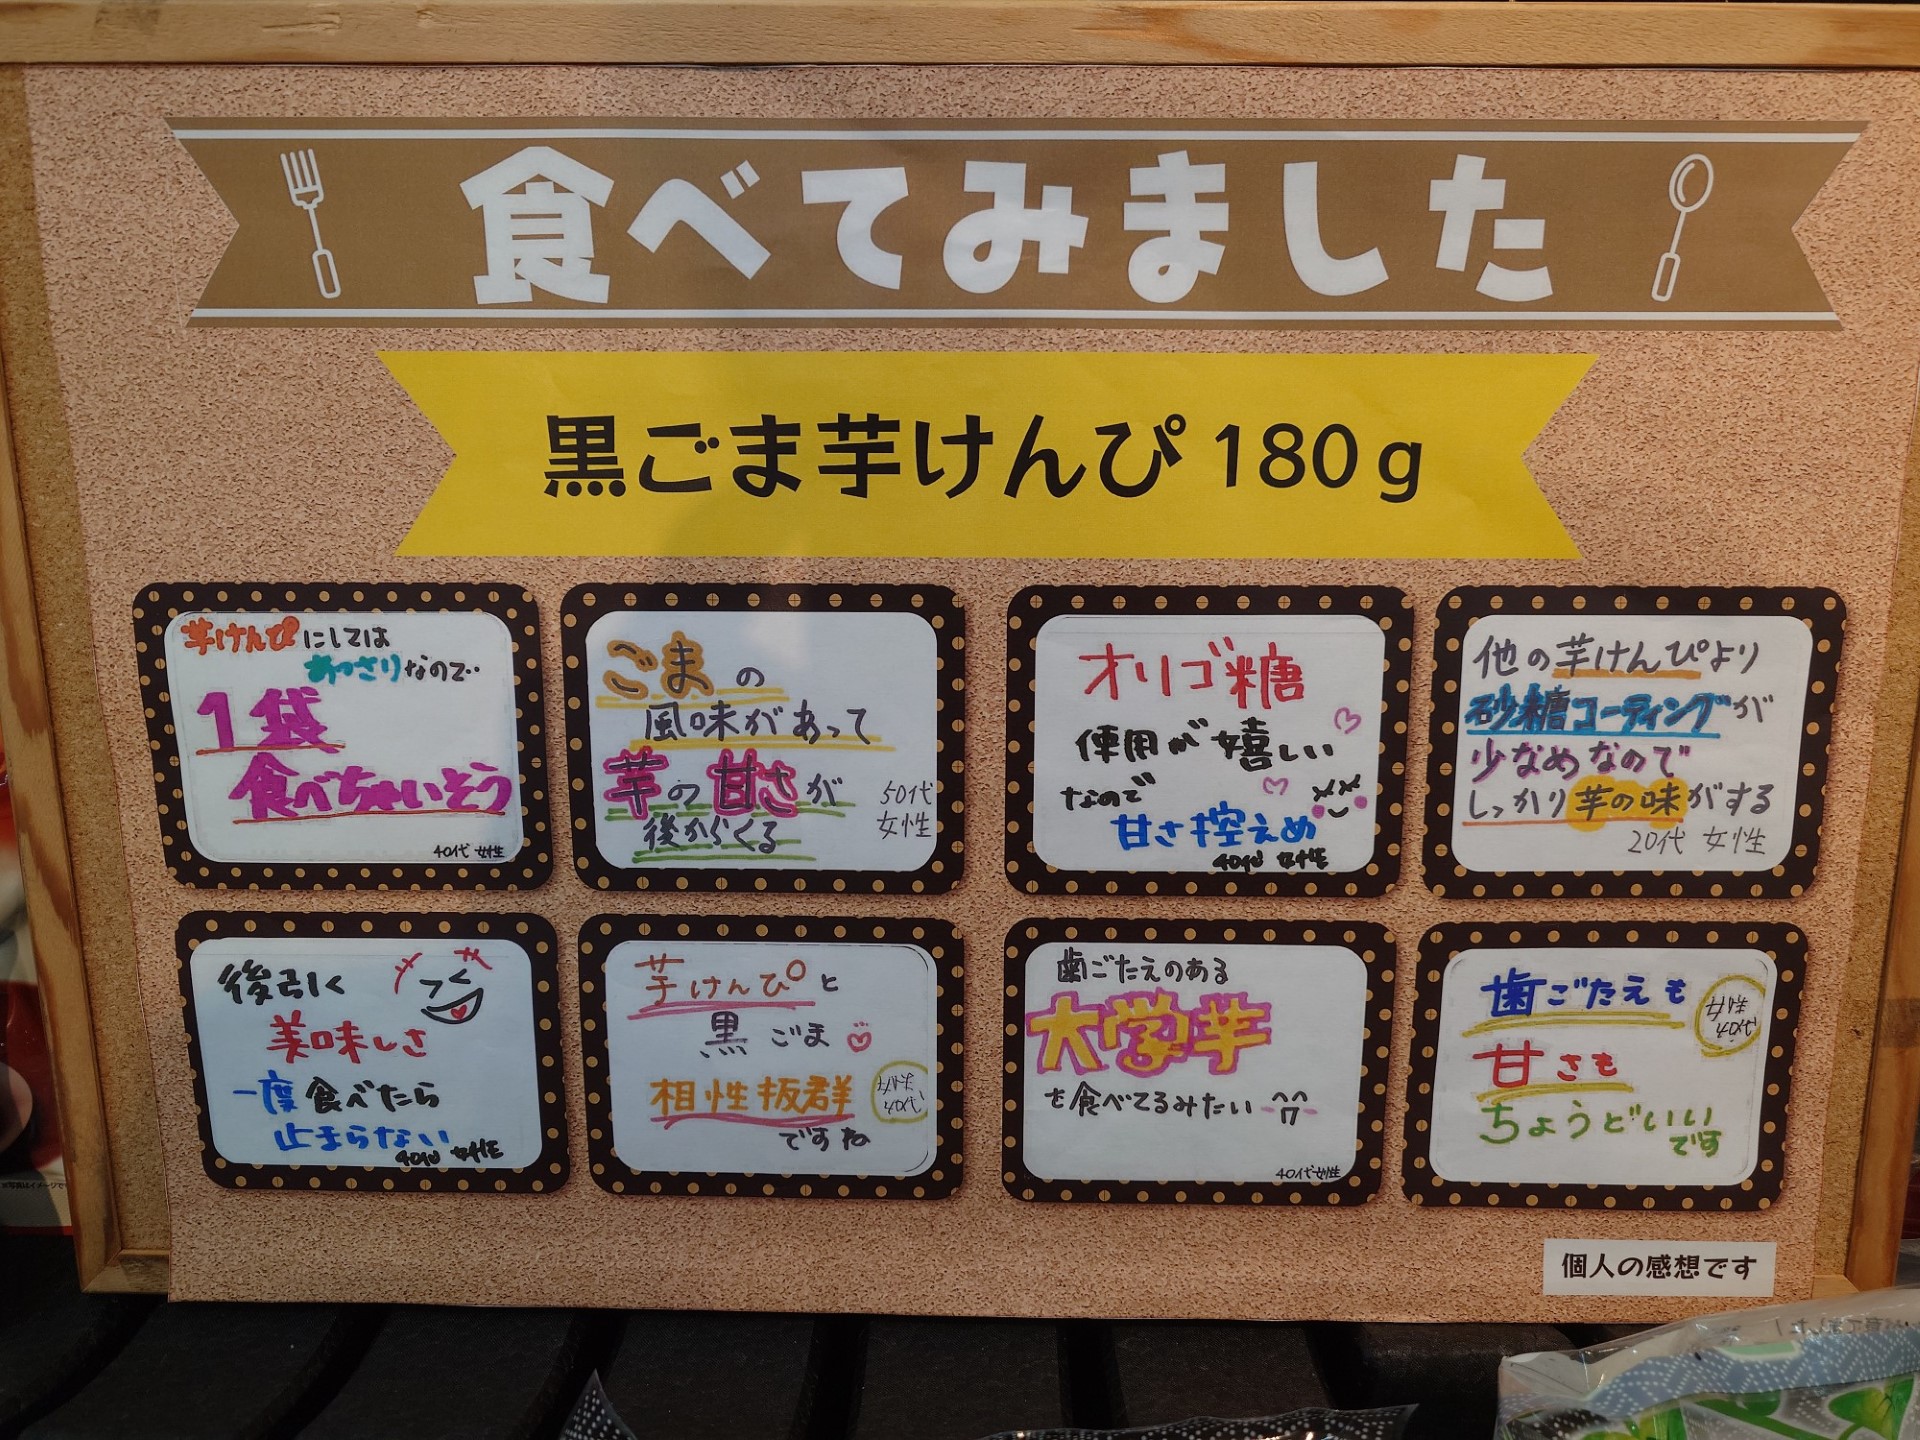 食べてみました
黒ごま芋けんぴ 180g
芋けんぴにしては
あっさりなので‥
1袋
食べちゃいそう
40代 女性
ごまの
風味があって
芋の甘さが
後からくる
50代
女性
オリゴ糖
使用が嬉しい
なので
甘さ控えめ
40代 女性
他の芋けんぴより
砂糖コーティングが
少なめなので
しっかり芋の味がする
20代 女性
後引く
美味しさ
一度食べたら
止まらない
40代 女性
芋けんぴと
黒ごま
相性抜群
ですね
女性
40代
歯ごたえのある
大学芋
を食べてるみたい
40代女性
歯ごたえも
甘さも
ちょうどいい
です
女性
40代
個人の感想です